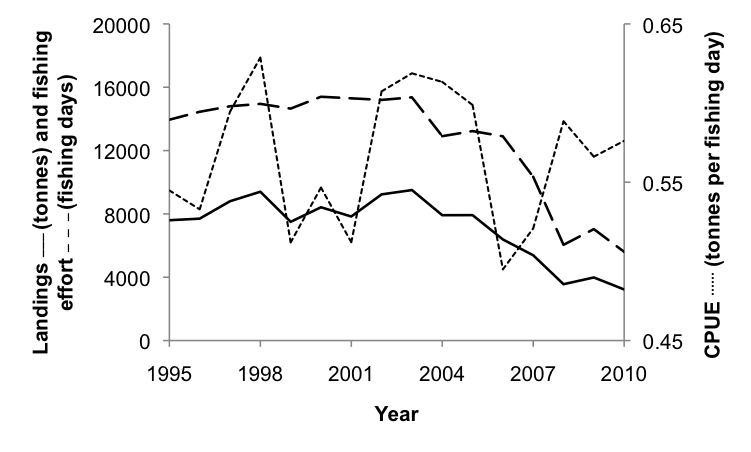 Landings — (tonnes) and fishing
effort – – –(fishing days)
20000
16000
12000
8000
4000
0
0.65
0.55
0.45
CPUE ...... (tonnes per fishing day)
1995 1998 2001 2004 2007 2010
Year